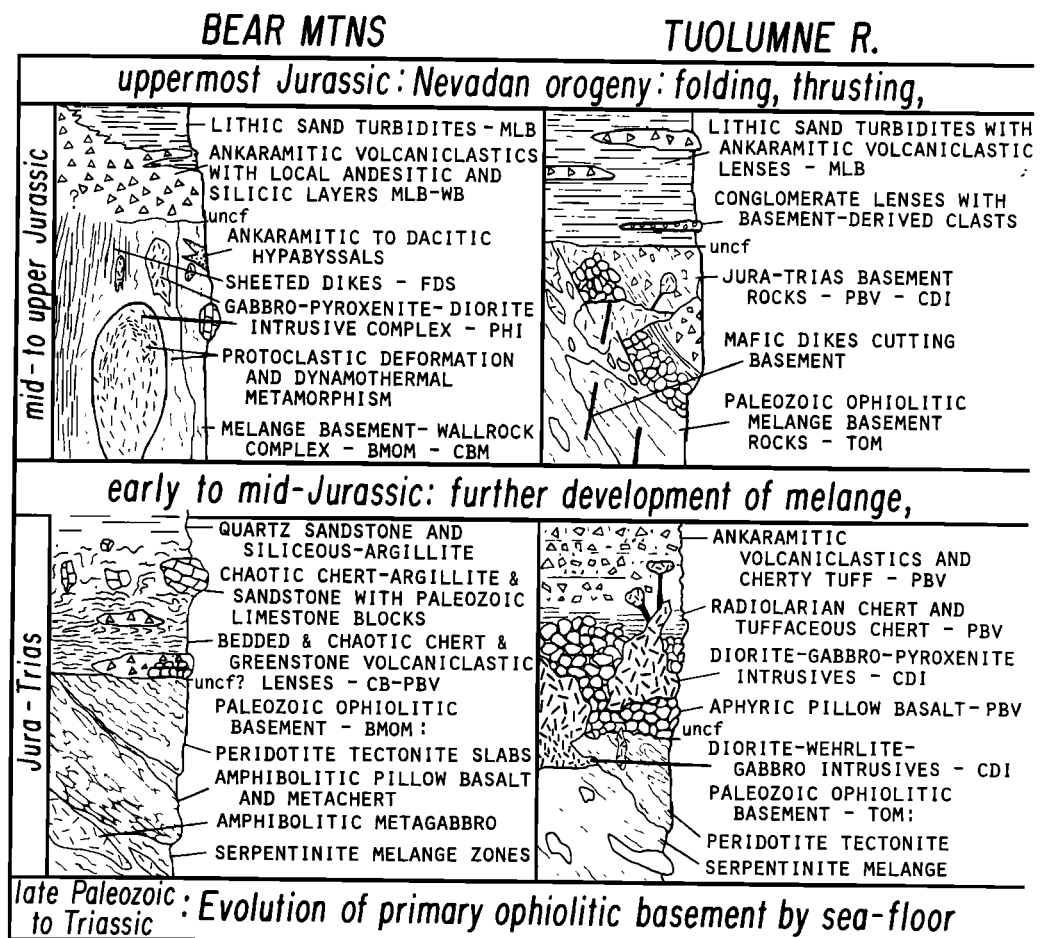 BEAR MTNS
TUOLUMNE R.
uppermost Jurassic: Nevadan orogeny: folding, thrusting,
mid-to upper Jurassic
LITHIC SAND TURBIDITES - MLB
ANKARAMITIC VOLCANICLASTICS
WITH LOCAL ANDESITIC AND
SILICIC LAYERS MLB-WB
?
uncf
ANKARAMITIC TO DACITIC
HYPABYSSALS
SHEETED DIKES - FDS
GABBRO-PYROXENITE-DIORITE
INTRUSIVE COMPLEX - PHI
PROTOCLASTIC DEFORMATION
AND DYNAMOTHERMAL
METAMORPHISM
MELANGE BASEMENT-WALLROCK
COMPLEX - BMOM - CBM
LITHIC SAND TURBIDITES WITH
ANKARAMITIC VOLCANICLASTIC
LENSES - MLB
CONGLOMERATE LENSES WITH
BASEMENT-DERIVED CLASTS
uncf
JURA-TRIAS BASEMENT
ROCKS - PBV - CDI
MAFIC DIKES CUTTING
BASEMENT
PALEOZOIC OPHIOLITIC
MELANGE BASEMENT
ROCKS - TOM
early to mid-Jurassic: further development of melange,
Jura-Trias
QUARTZ SANDSTONE AND
SILICEOUS-ARGILLITE
CHAOTIC CHERT-ARGILLITE &
SANDSTONE WITH PALEOZOIC
LIMESTONE BLOCKS
BEDDED & CHAOTIC CHERT &
GREENSTONE VOLCANICLASTIC
uncf? LENSES - CB-PBV
PALEOZOIC OPHIOLITIC
BASEMENT - BMOM:
PERIDOTITE TECTONITE SLABS
AMPHIBOLITIC PILLOW BASALT
AND METACHERT
AMPHIBOLITIC METAGABBRO
SERPENTINITE MELANGE ZONES
ANKARAMITIC
VOLCANICLASTICS AND
CHERTY TUFF - PBV
RADIOLARIAN CHERT AND
TUFFACEOUS CHERT - PBV
DIORITE-GABBRO-PYROXENITE
INTRUSIVES - CDI
APHYRIC PILLOW BASALT-PBV
uncf
DIORITE-WEHRLITE-
GABBRO INTRUSIVES - CDI
PALEOZOIC OPHIOLITIC
BASEMENT - TOM:
PERIDOTITE TECTONITE
SERPENTINITE MELANGE
late Paleozoic
to Triassic
: Evolution of primary ophiolitic basement by sea-floor